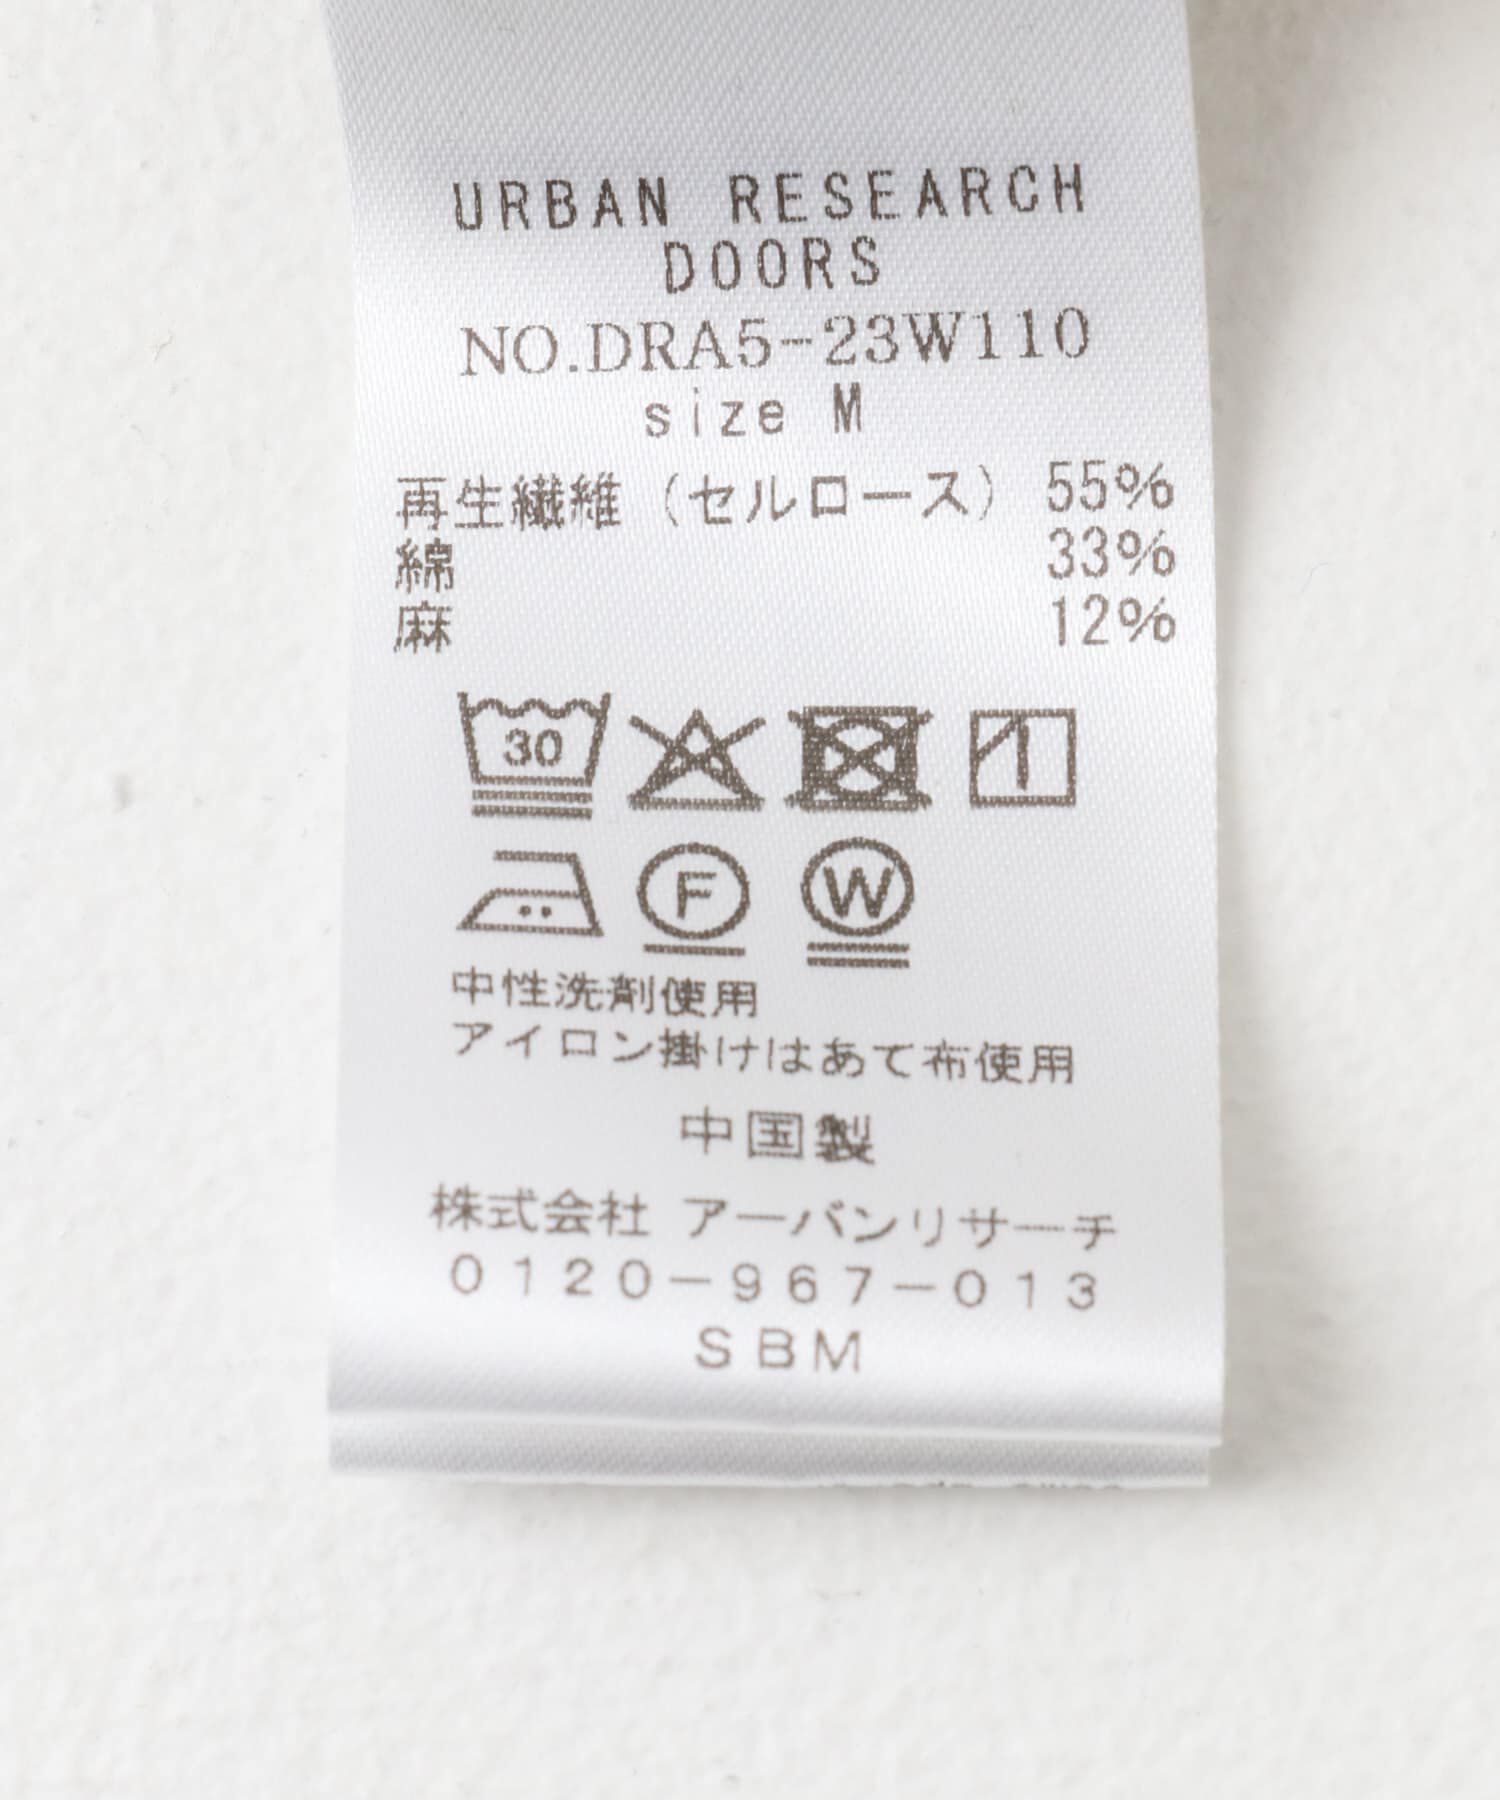 URBAN RESEARCH
DOORS
NO.DRA5-23W110
size M
再生繊維（セルロース） 55%
綿 33%
麻 12%
30
F W
中性洗剤使用
アイロン掛けはあて布使用
中国製
株式会社 アーバンリサーチ
0120-967-013
SBM